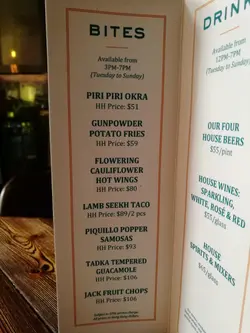 BITES
Available from
3PM-7PM
(Tuesday to Sunday)
PIRI PIRI OKRA
HH Price: $51
GUNPOWDER
POTATO FRIES
HH Price: $59
FLOWERING
CAULIFLOWER
HOT WINGS
HH Price: $80
LAMB SEEKH TACO
HH Price: $89/2 pcs
PIQUILLO POPPER
SAMOSAS
HH Price: $93
TADKA TEMPERED
GUACAMOLE
HH Price: $106
JACK FRUIT CHOPS
HH Price: $166
DRIN
Available from
12PM-7PM
(Tuesday to Sunday)
OUR FOUR
HOUSE BEERS
$55/pint
HOUSE WINES:
SPARKLING,
WHITE, ROSÉ & RED
$55/glass
HOUSE
SPIRITS & MIXERS
$55/glass